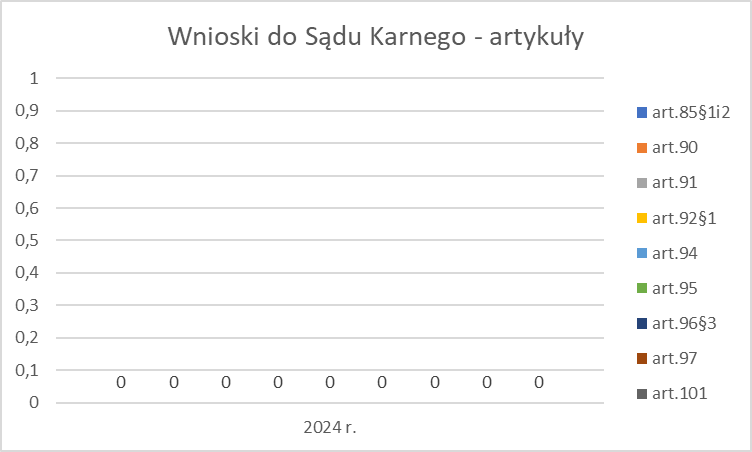 Wnioski do Sądu Karnego - artykuły
1
0,9
0,8
0,7
0,6
0,5
0,4
0,3
0,2
0,1
0
0 0 0 0 0 0 0 0 0
2024 r.
art.85§1i2
art.90
art.91
art.92§1
art.94
art.95
art.96§3
art.97
art.101